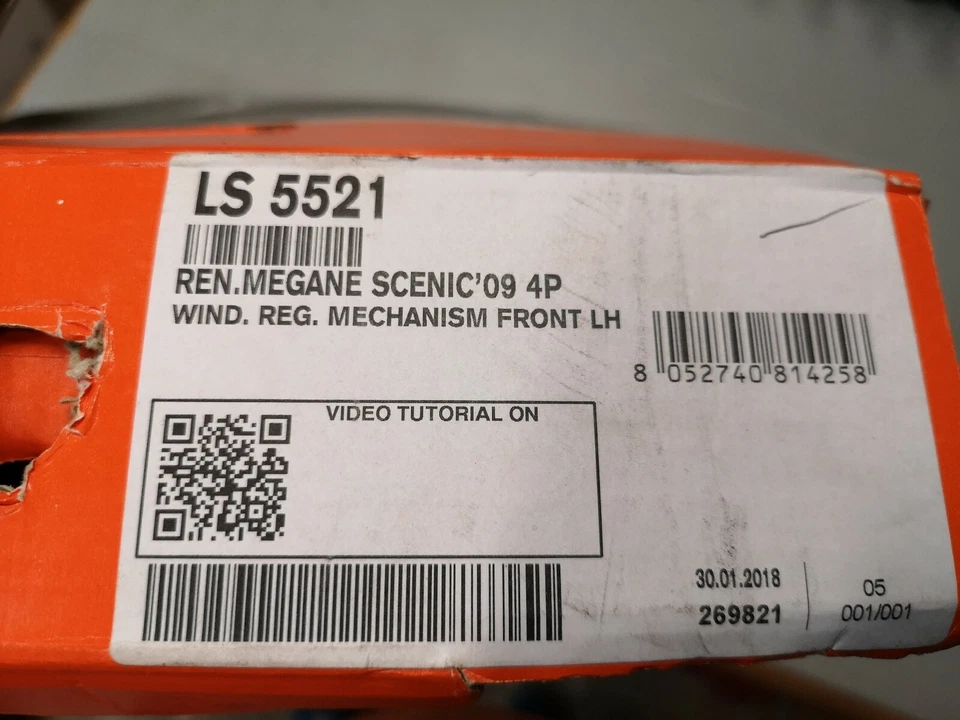 LS 5521
REN.MEGANE SCENIC'09 4P
WIND. REG. MECHANISM FRONT LH
8 052740 814258
VIDEO TUTORIAL ON
30.01.2018
269821
05
001/001